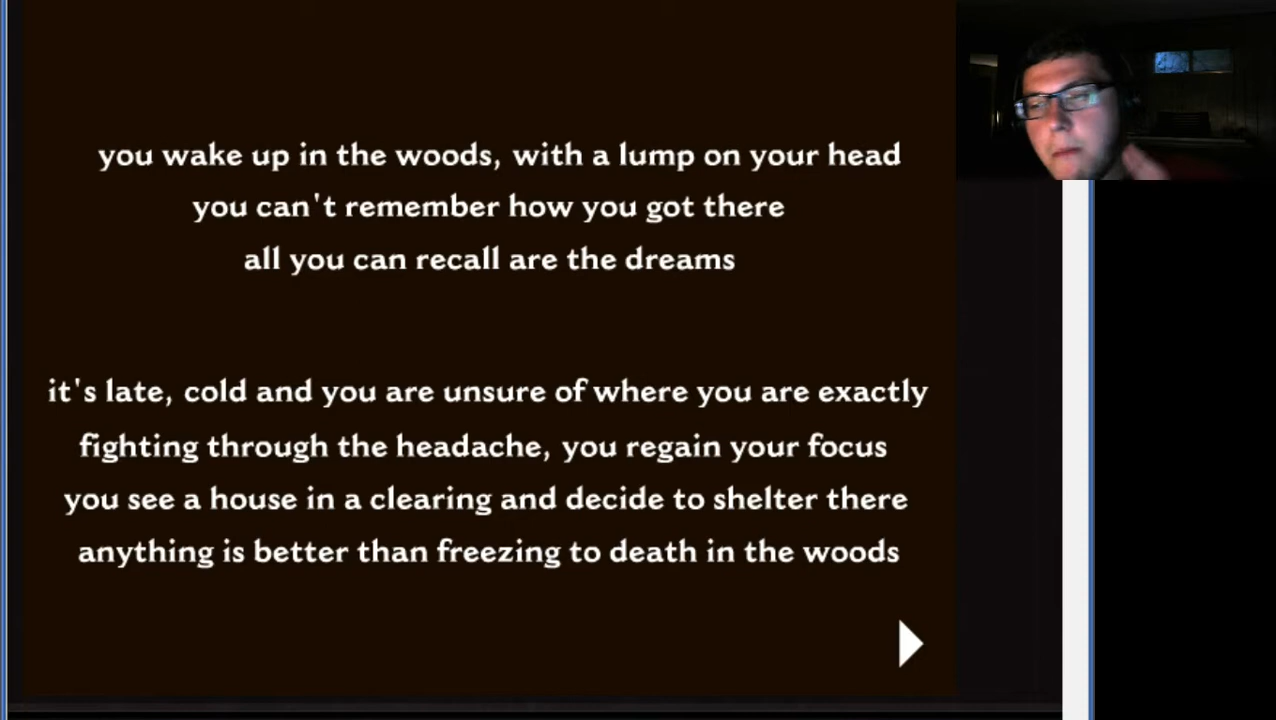 you wake up in the woods, with a lump on your head
you can't remember how you got there
all you can recall are the dreams
it's late, cold and you are unsure of where you are exactly
fighting through the headache, you regain your focus
you see a house in a clearing and decide to shelter there
anything is better than freezing to death in the woods